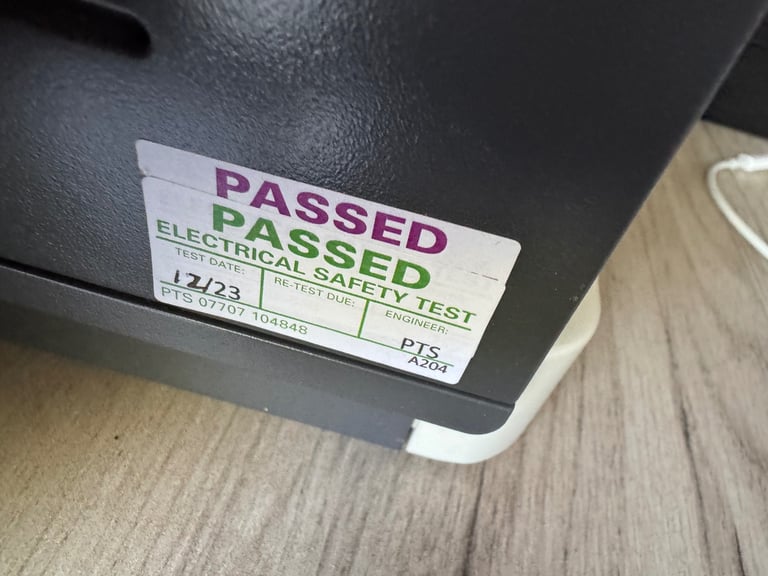 PASSED
PASSED
ELECTRICAL SAFETY TEST
TEST DATE: RE-TEST DUE: ENGINEER:
12/23 PTS
PTS 07707 104848 A204